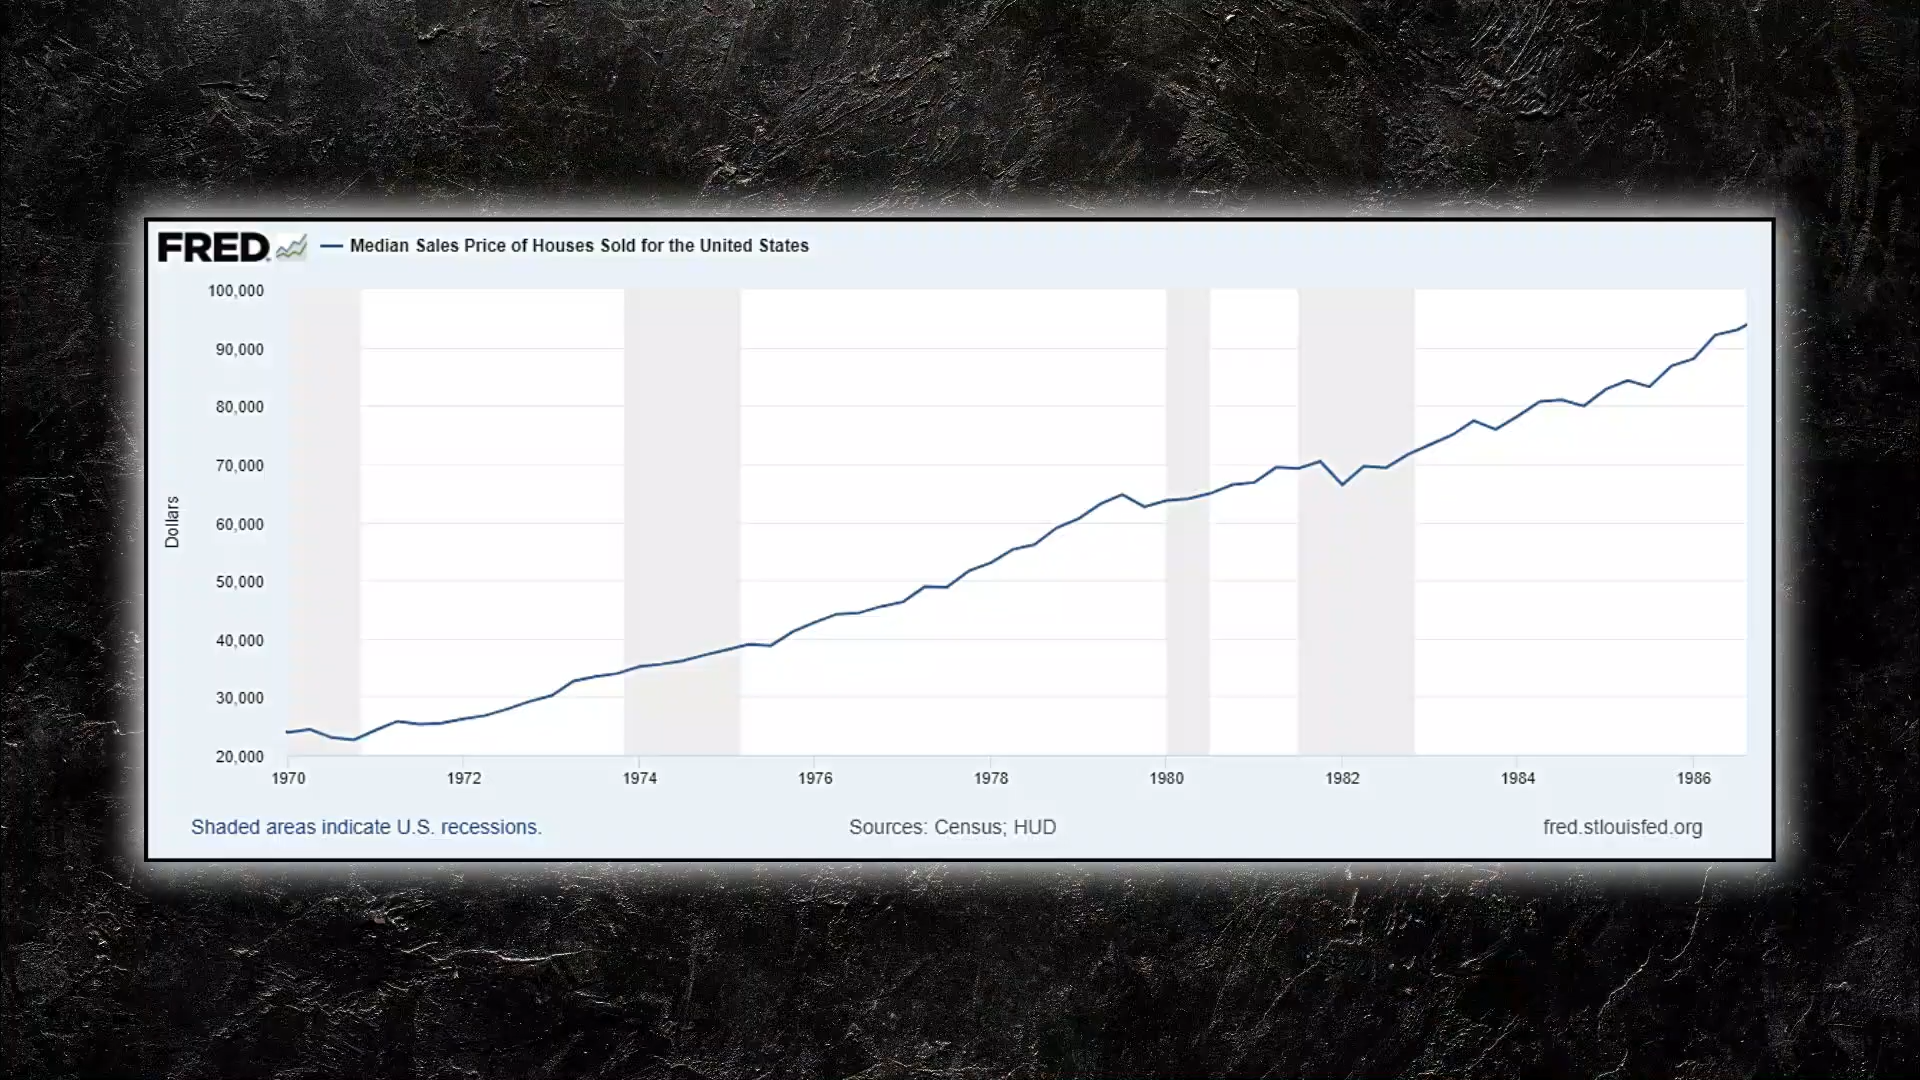 FRED
Median Sales Price of Houses Sold for the United States
100,000
90,000
80,000
70,000
60,000
50,000
40,000
30,000
20,000
Dollars
1970 1972 1974 1976 1978 1980 1982 1984 1986
Shaded areas indicate U.S. recessions.
Sources: Census; HUD
fred.stlouisfed.org